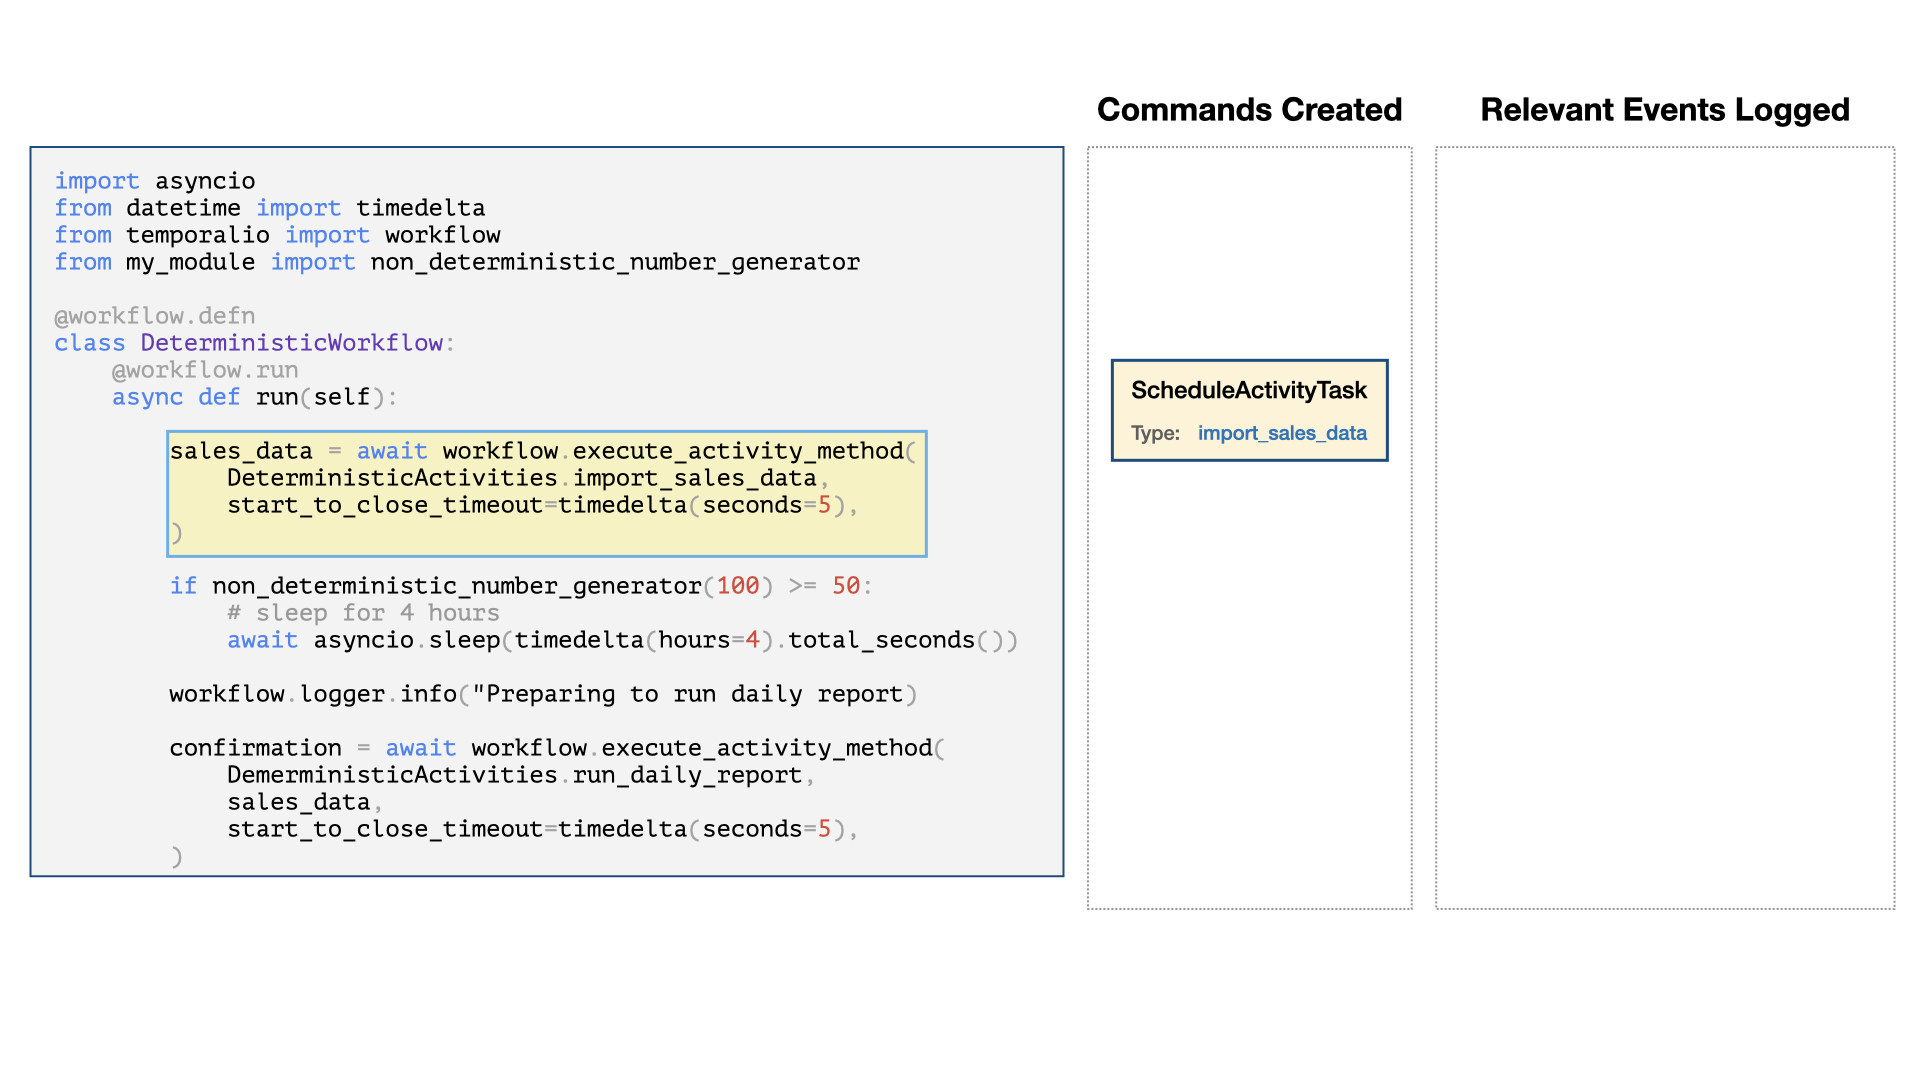 Commands Created
Relevant Events Logged
import asyncio
from datetime import timedelta
from temporalio import workflow
from my_module import non_deterministic_number_generator
@workflow.defn
class DeterministicWorkflow:
@workflow.run
async def run(self):
sales_data = await workflow.execute_activity_method(
DeterministicActivities.import_sales_data,
start_to_close_timeout=timedelta(seconds=5),
)
if non_deterministic_number_generator(100) >= 50:
# sleep for 4 hours
await asyncio.sleep(timedelta(hours=4).total_seconds())
workflow.logger.info("Preparing to run daily report)
confirmation = await workflow.execute_activity_method(
DemerministicActivities.run_daily_report,
sales_data,
start_to_close_timeout=timedelta(seconds=5),
)
ScheduleActivityTask
Type: import_sales_data